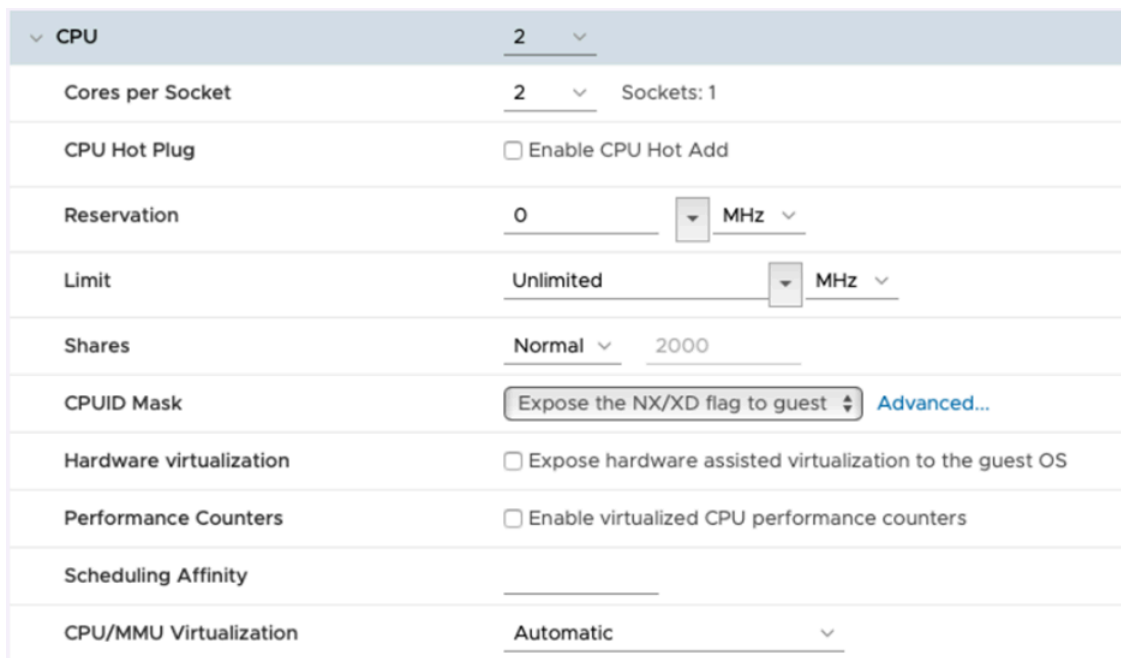 CPU 2
Cores per Socket 2 Sockets: 1
CPU Hot Plug Enable CPU Hot Add
Reservation 0 MHz
Limit Unlimited MHz
Shares Normal 2000
CPUID Mask Expose the NX/XD flag to guest Advanced...
Hardware virtualization Expose hardware assisted virtualization to the guest OS
Performance Counters Enable virtualized CPU performance counters
Scheduling Affinity
CPU/MMU Virtualization Automatic